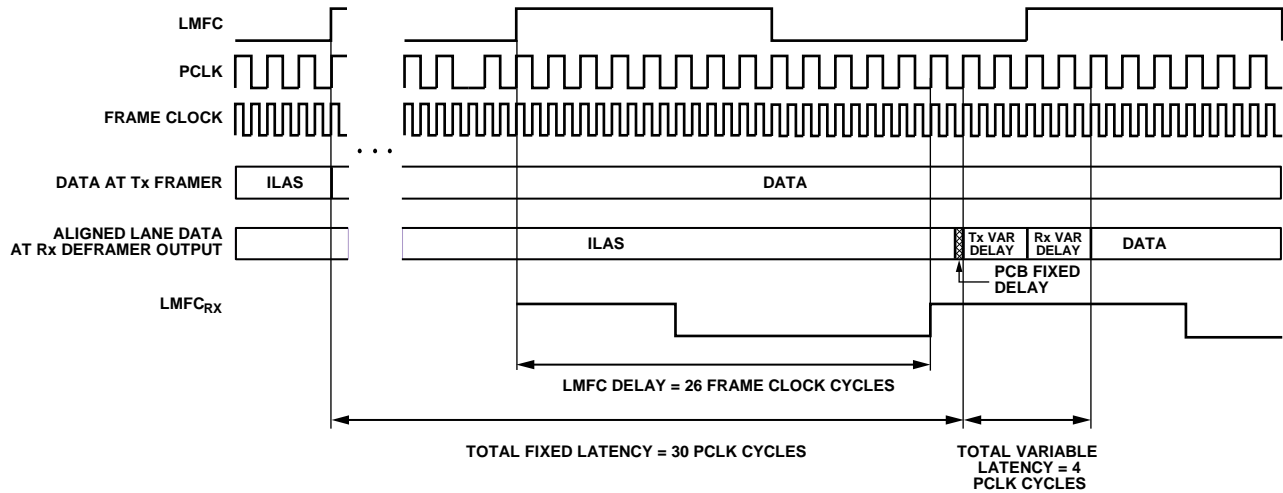 LMFC
PCLK
FRAME CLOCK
. . .
DATA AT Tx FRAMER
ILAS
DATA
ALIGNED LANE DATA
AT Rx DEFRAMER OUTPUT
ILAS
Tx VAR
DELAY
Rx VAR
DELAY
DATA
PCB FIXED
DELAY
LMFCRX
LMFC DELAY = 26 FRAME CLOCK CYCLES
TOTAL FIXED LATENCY = 30 PCLK CYCLES
TOTAL VARIABLE
LATENCY = 4
PCLK CYCLES